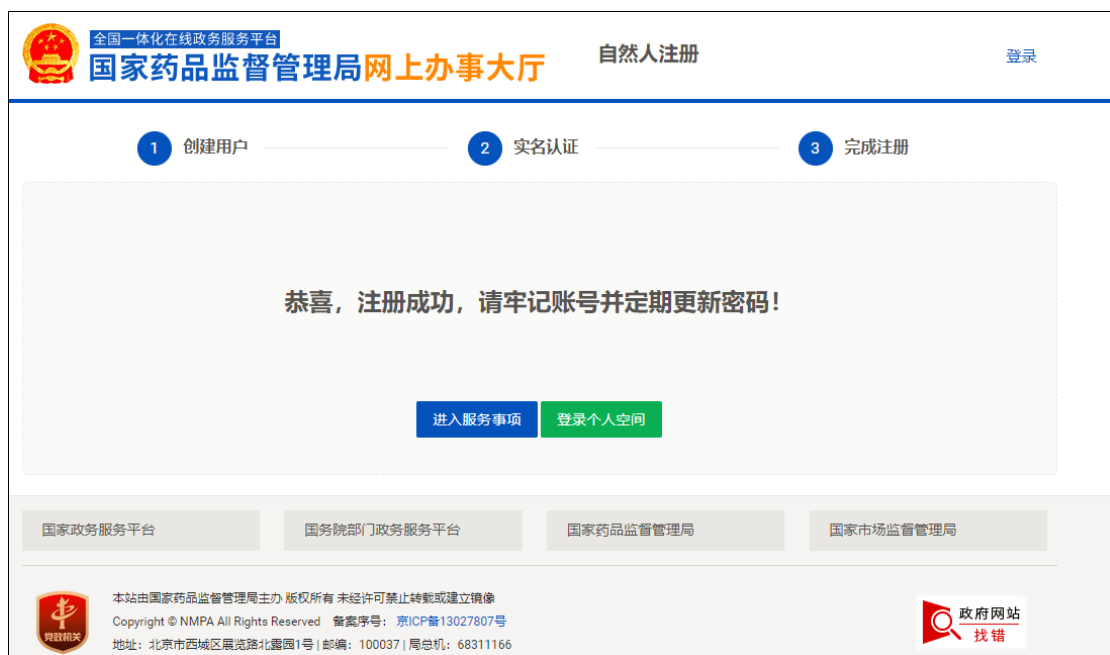 全国一体化在线政务服务平台
国家药品监督管理局网上办事大厅
自然人注册
登录
1 创建用户
2 实名认证
3 完成注册
恭喜，注册成功，请牢记账号并定期更新密码！
进入服务事项
登录个人空间
国家政务服务平台
国务院部门政务服务平台
国家药品监督管理局
国家市场监督管理局
本站由国家药品监督管理局主办 版权所有 未经许可禁止转载或建立镜像
Copyright © NMPA All Rights Reserved 备案序号：京ICP备13027807号
地址：北京市西城区展览路北露园1号 | 邮编：100037 | 局总机：68311166
党政机关
政府网站
找错